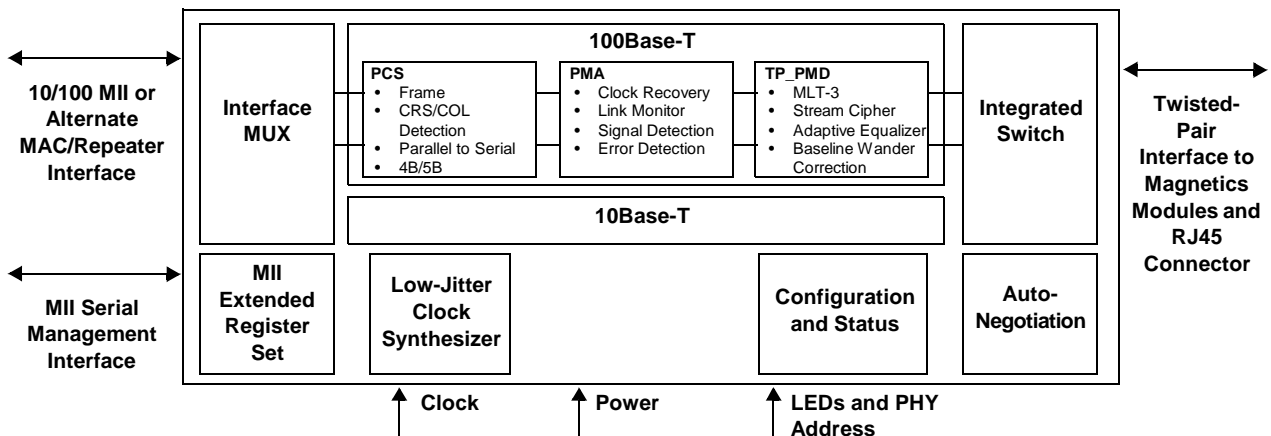 10/100 MII or
Alternate
MAC/Repeater
Interface
MII Serial
Management
Interface
Interface
MUX
100Base-T
PCS
• Frame
• CRS/COL
Detection
• Parallel to Serial
• 4B/5B
PMA
• Clock Recovery
• Link Monitor
• Signal Detection
• Error Detection
TP_PMD
• MLT-3
• Stream Cipher
• Adaptive Equalizer
• Baseline Wander
Correction
10Base-T
Integrated
Switch
Twisted-
Pair
Interface to
Magnetics
Modules and
RJ45
Connector
MII
Extended
Register
Set
Low-Jitter
Clock
Synthesizer
Configuration
and Status
Auto-
Negotiation
Clock
Power
LEDs and PHY
Address